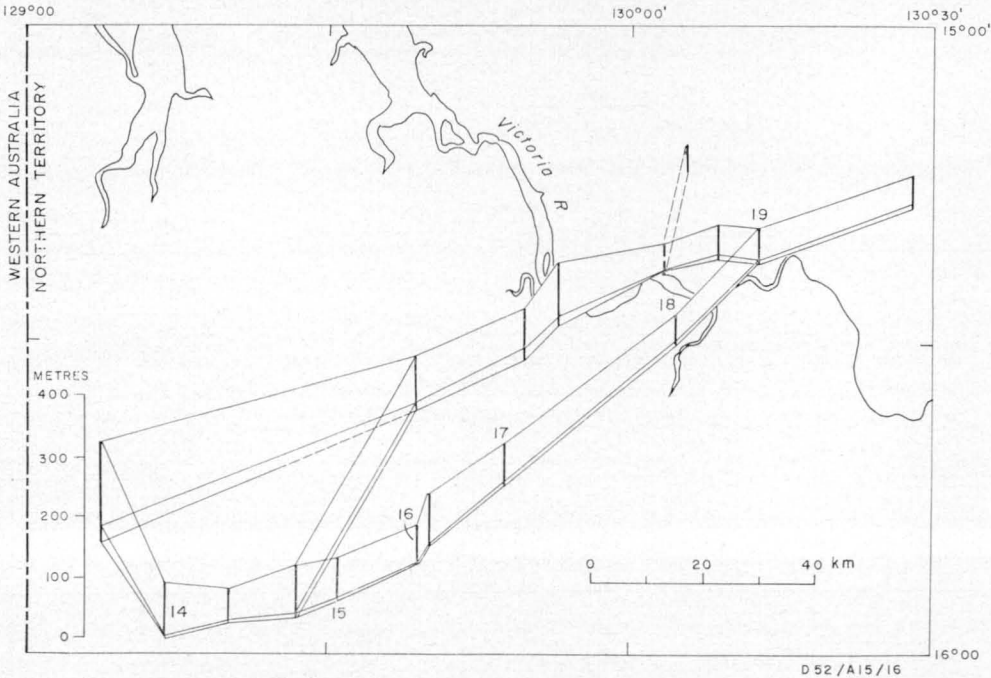 129°00
130°00'
130°30'
15°00'
WESTERN AUSTRALIA
NORTHERN TERRITORY
Victoria R
19
18
METRES
400
300
200
100
0
17
16
14
15
0 20 40 km
16°00
D52/A15/16